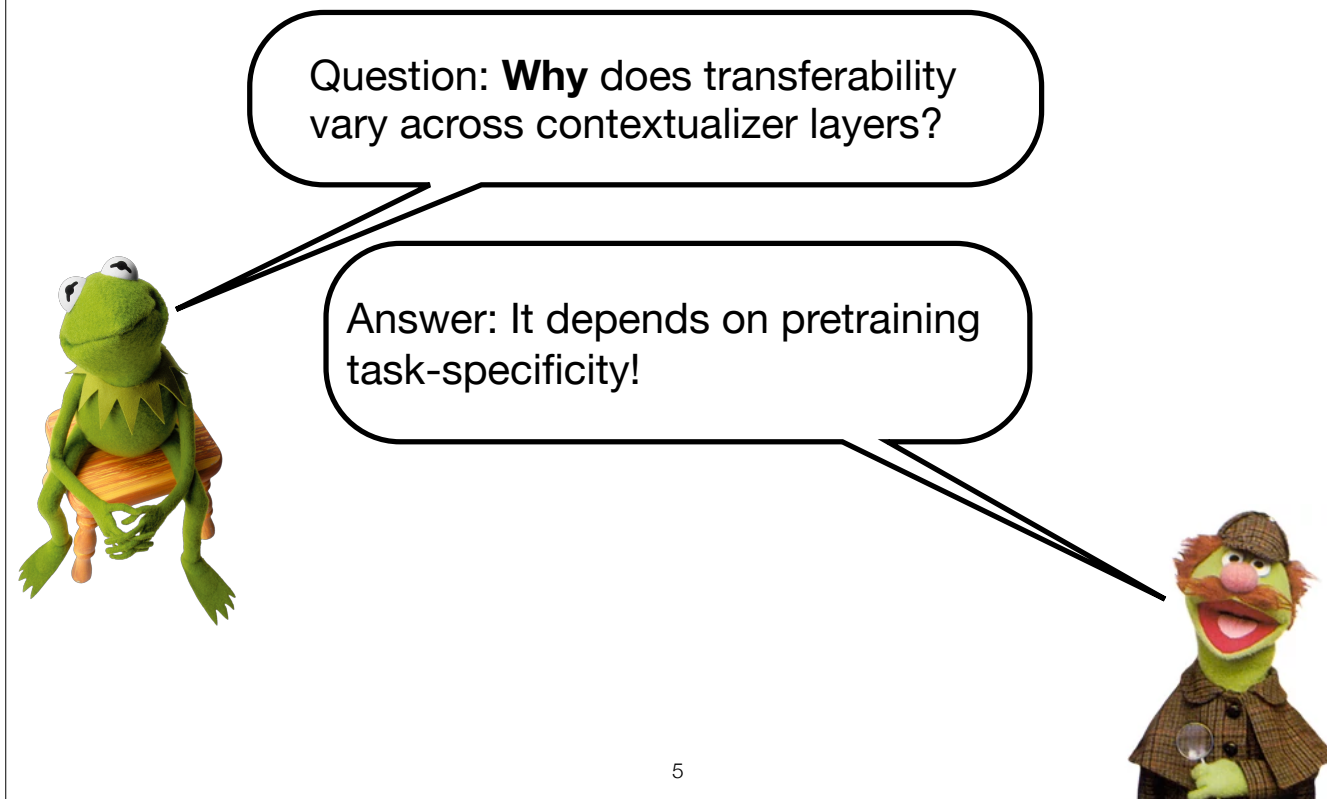 Question: Why does transferability
vary across contextualizer layers?
Answer: It depends on pretraining
task-specificity!
5